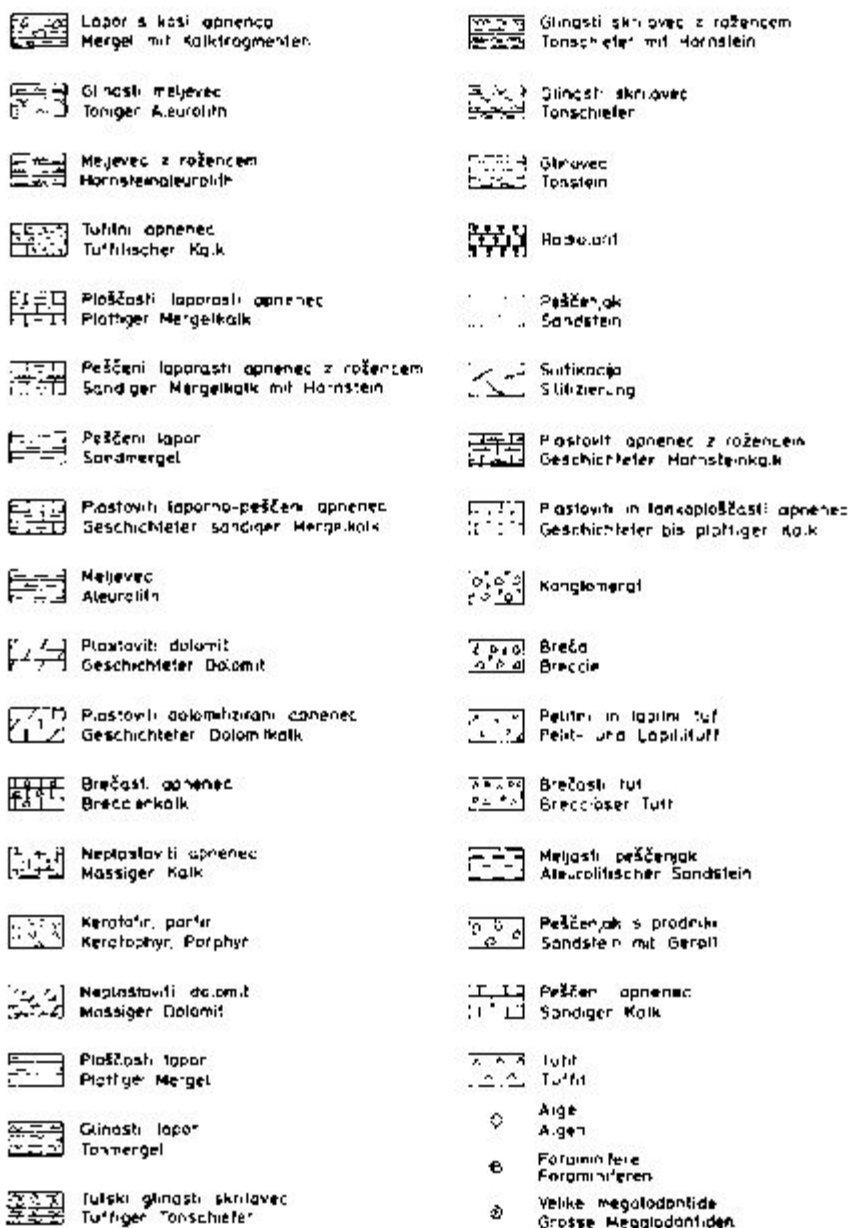 Lapor s kosi apnenca
Mergel mit Kalkfragmenten
Glinasti meljevec
Toniger Aleurolith
Meljevec z rožencem
Hornsteinaleurolith
Tufitni apnenec
Tuffitischer Kalk
Ploščasti laporasti apnenec
Plattiger Mergelkalk
Peščeni laporasti apnenec z rožencem
Sandiger Mergelkalk mit Hornstein
Peščeni lapor
Sandmergel
Plastoviti laporno-peščeni apnenec
Geschichteter sandiger Mergelkalk
Meljevec
Aleurolith
Plastoviti dolomit
Geschichteter Dolomit
Plastoviti dolomitizirani apnenec
Geschichteter Dolomitkalk
Brečasti apnenec
Breccienkalk
Neplastoviti apnenec
Massiger Kalk
Keratofir, porfir
Keratophyr, Porphyr
Neplastoviti dolomit
Massiger Dolomit
Ploščasti lapor
Plattiger Mergel
Glinasti lapor
Tonmergel
Tufski glinasti skrilavec
Tuffiger Tonschiefer
Glinasti skrilavec z rožencem
Tonschiefer mit Hornstein
Glinasti skrilavec
Tonschiefer
Glinavec
Tonstein
Radiolarit
Peščenjak
Sandstein
Silifikacija
Silifizierung
Plastovit apnenec z rožencem
Geschichteter Hornsteinkalk
Plastoviti in tankoploščasti apnenec
Geschichteter bis plattiger Kalk
Konglomerat
Breča
Breccie
Pelitni in lapilni tuf
Pelit- und Lapillituff
Brečasti tuf
Breccioser Tuff
Meljasti peščenjak
Aleurolitischer Sandstein
Peščenjak s prodniki
Sandstein mit Geröll
Peščeni apnenec
Sandiger Kalk
Tufit
Tuffit
Alge
Algen
Foraminifere
Foraminiferen
Velike megalodontide
Grosse Megalodontiden